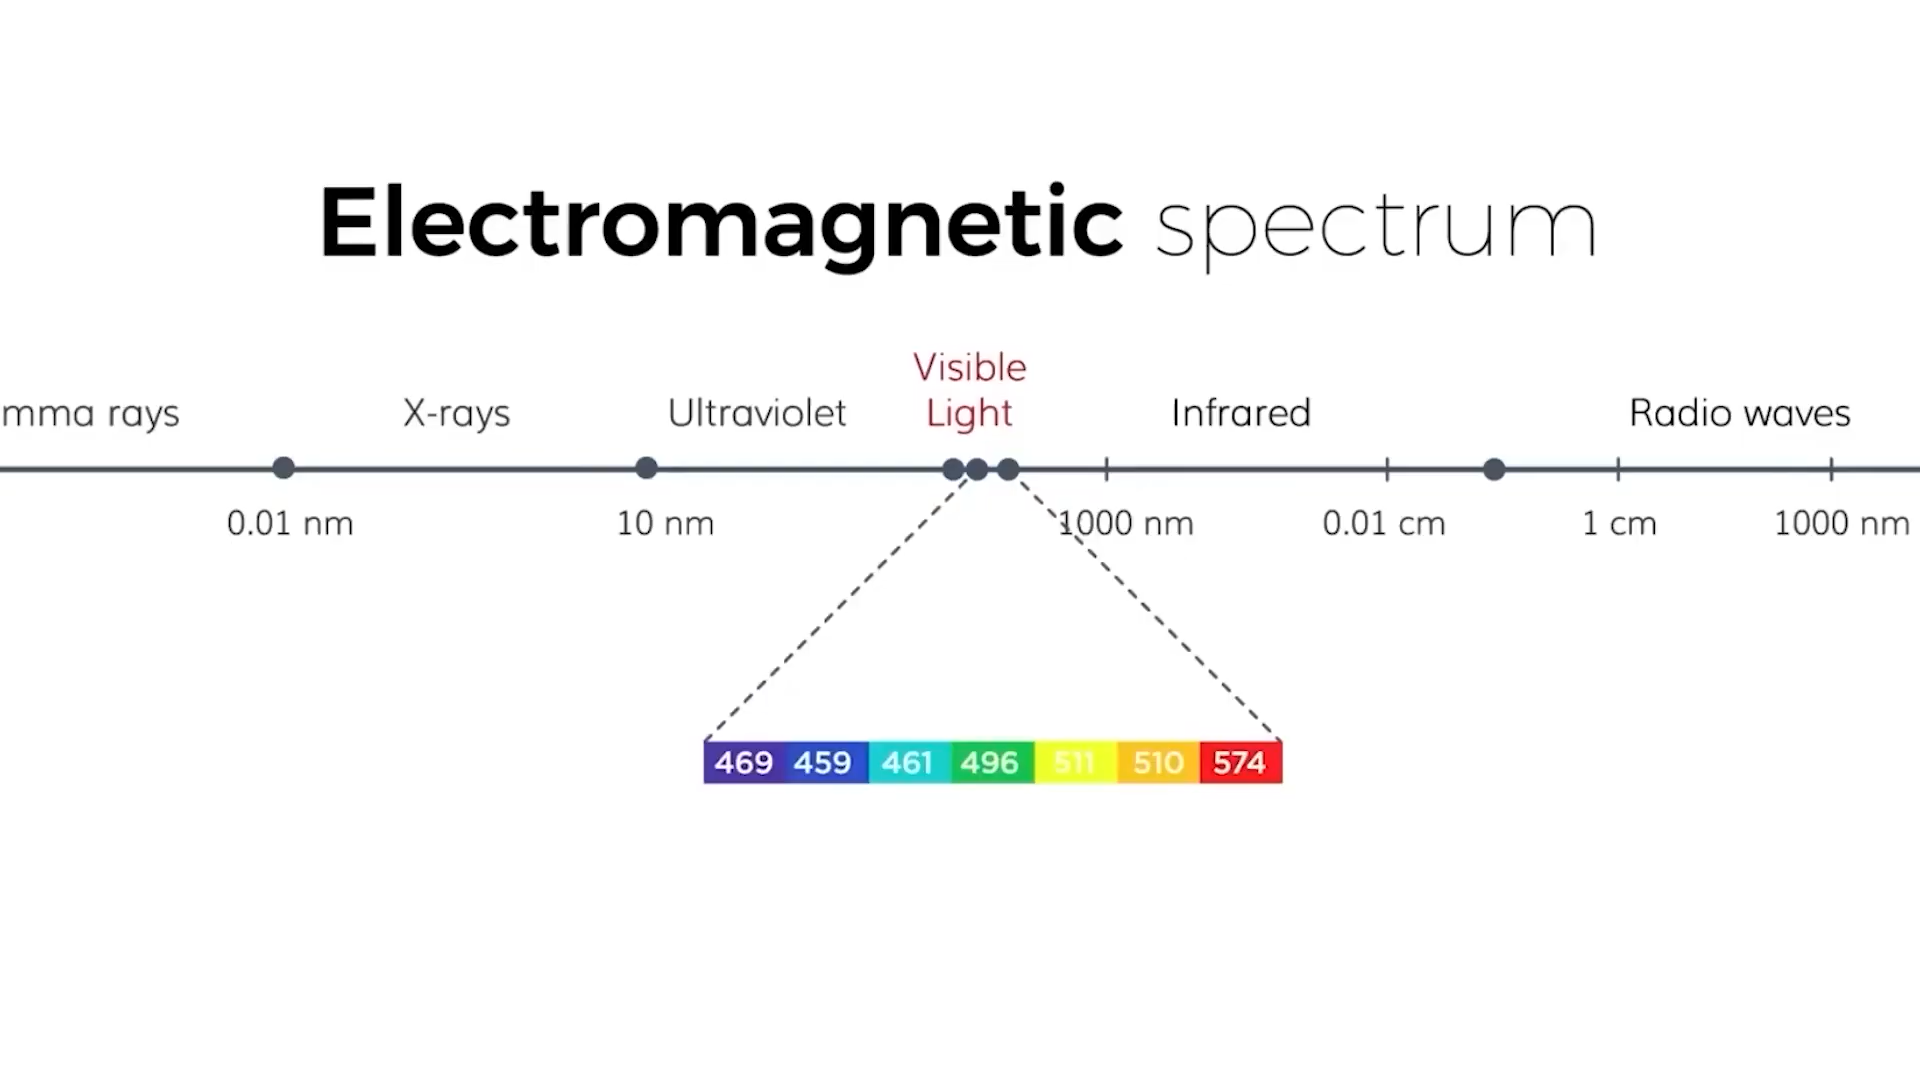 Electromagnetic spectrum
Visible
Light
mma rays X-rays Ultraviolet Infrared Radio waves
0.01 nm 10 nm 1000 nm 0.01 cm 1 cm 1000 nm
469 459 461 496 511 510 574